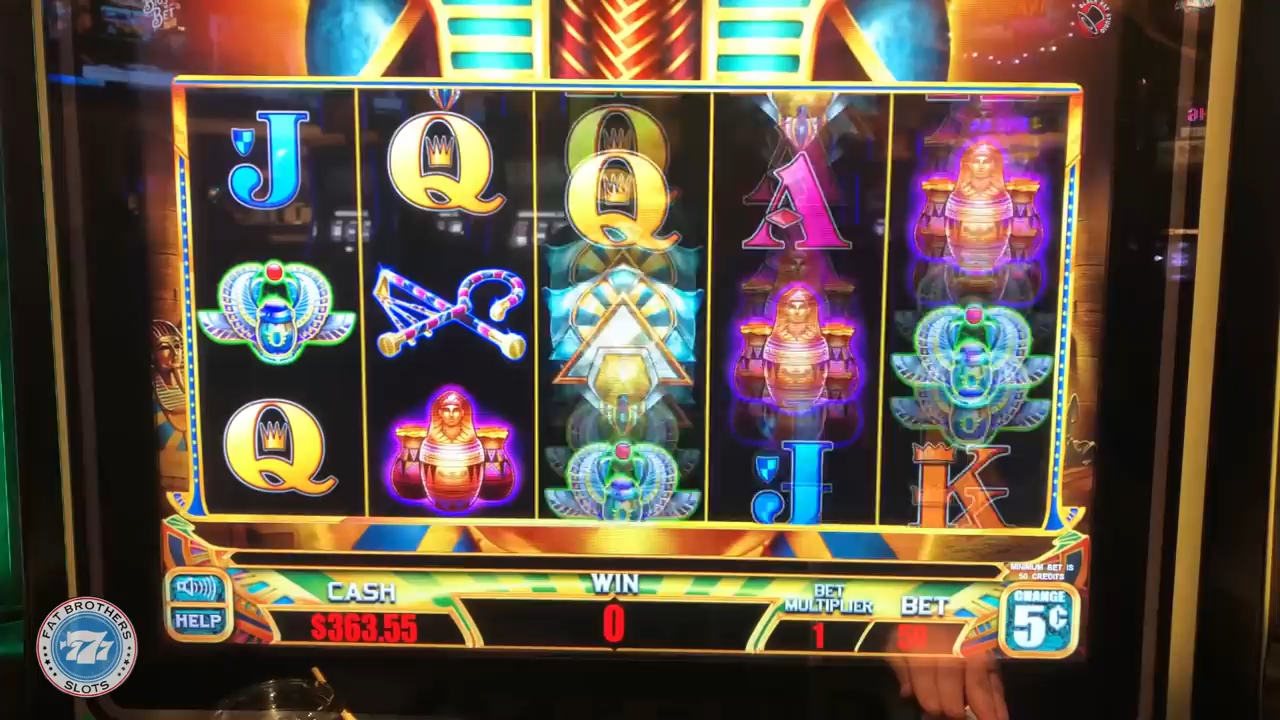 J Q Q A
Q J K
CASH
WIN
BET
MULTIPLIER
BET
MINIMUM BET IS
50 CREDITS
CHANGE
5¢
HELP
$363.55
0
1
50
FAT BROTHERS
777
SLOTS